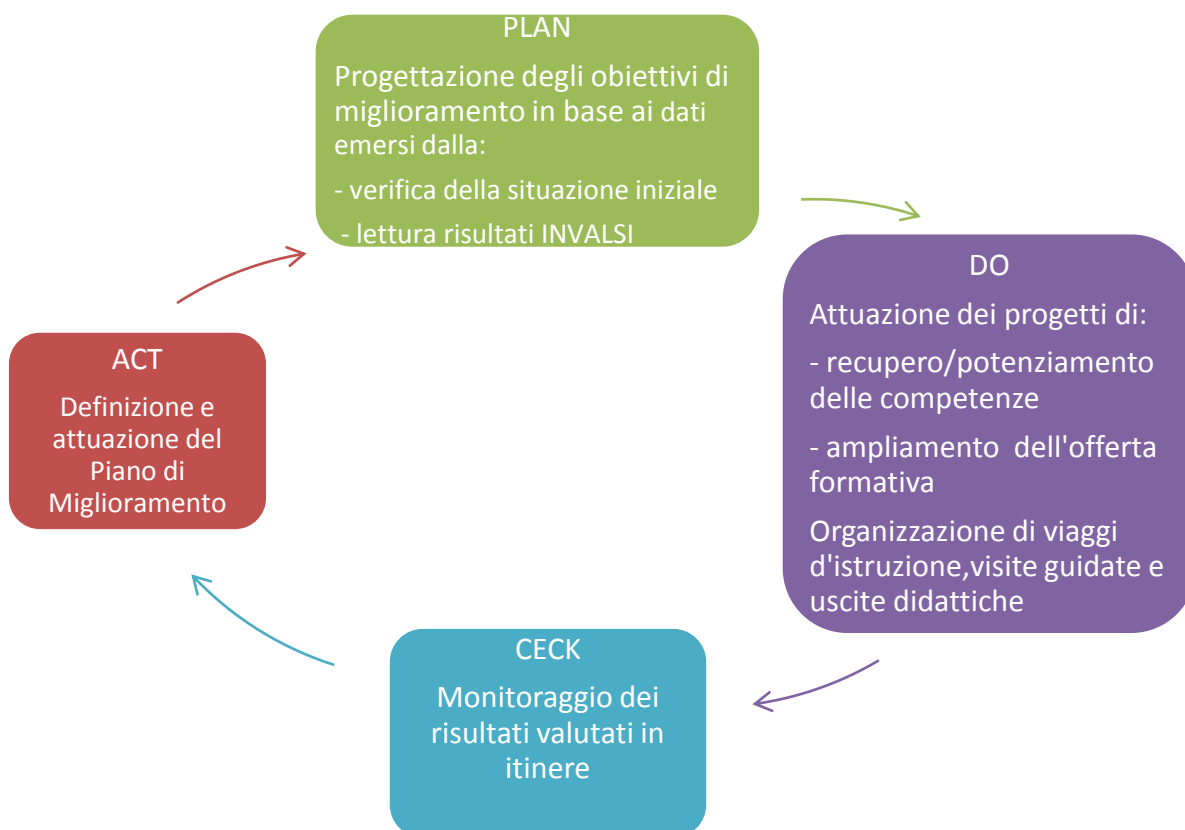 PLAN
Progettazione degli obiettivi di
miglioramento in base ai dati
emersi dalla:
- verifica della situazione iniziale
- lettura risultati INVALSI
DO
Attuazione dei progetti di:
- recupero/potenziamento
delle competenze
- ampliamento dell'offerta
formativa
Organizzazione di viaggi
d'istruzione,visite guidate e
uscite didattiche
CECK
Monitoraggio dei
risultati valutati in
itinere
ACT
Definizione e
attuazione del
Piano di
Miglioramento